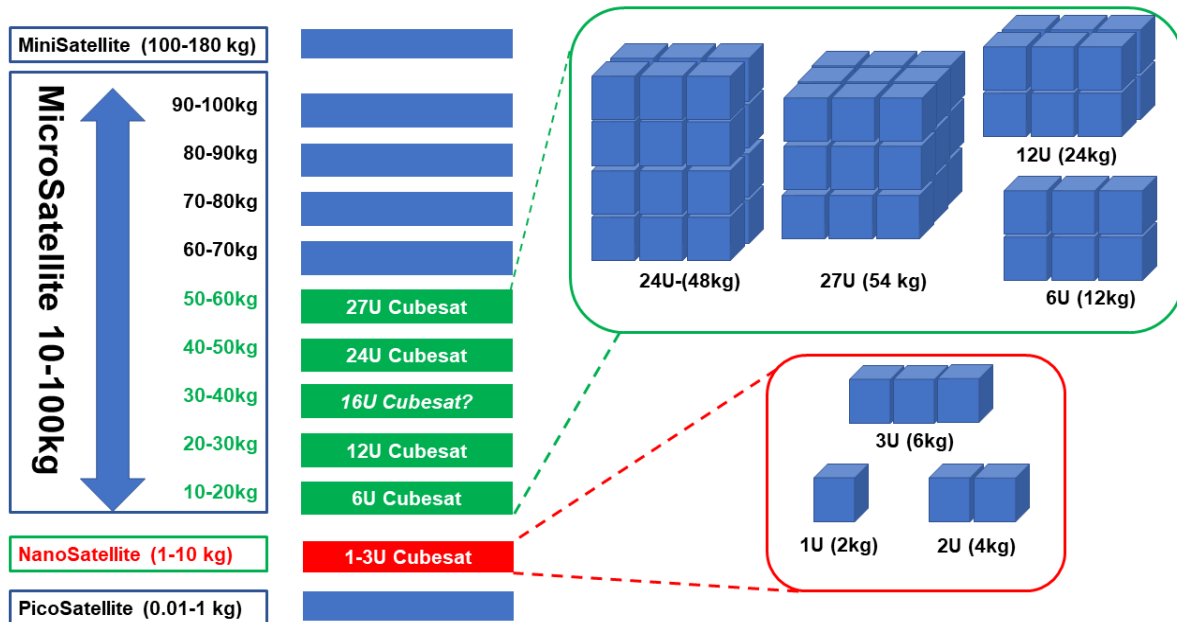 MiniSatellite (100-180 kg)
MicroSatellite 10-100kg
90-100kg
80-90kg
70-80kg
60-70kg
50-60kg
27U Cubesat
40-50kg
24U Cubesat
30-40kg
16U Cubesat?
20-30kg
12U Cubesat
10-20kg
6U Cubesat
NanoSatellite (1-10 kg)
1-3U Cubesat
PicoSatellite (0.01-1 kg)
24U-(48kg)
27U (54 kg)
12U (24kg)
6U (12kg)
3U (6kg)
1U (2kg)
2U (4kg)